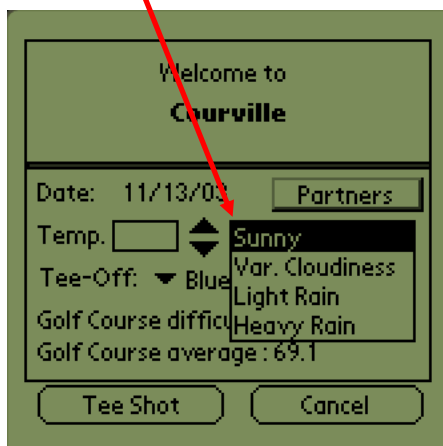 Welcome to
Courville
Date: 11/13/03 Partners
Temp. Sunny
Var. Cloudiness
Tee-Off: Blue
Light Rain
Golf Course
Heavy Rain
Golf Course average : 69.1
Tee Shot Cancel